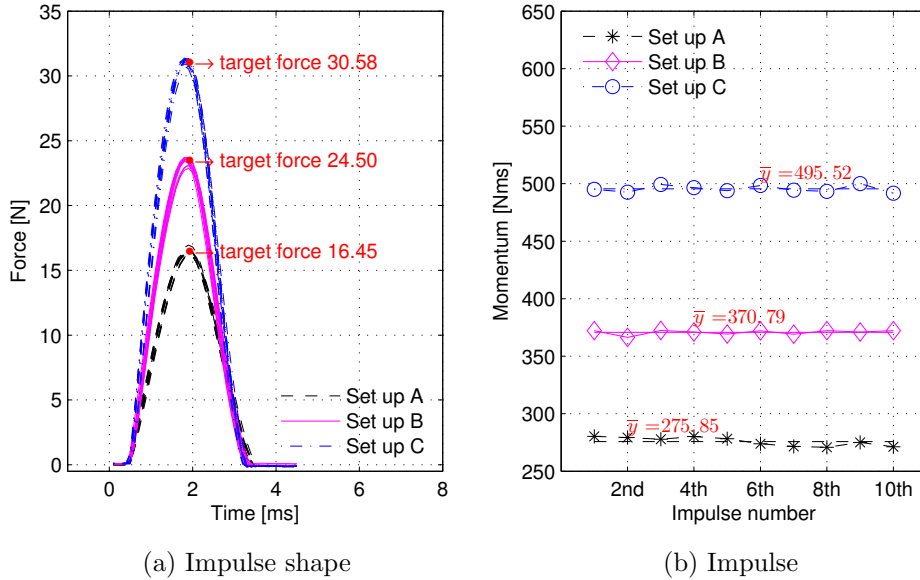 35
30
25
20
15
10
5
0
Force [N]
target force 30.58
target force 24.50
target force 16.45
Set up A
Set up B
Set up C
0 2 4 6 8
Time [ms]
(a) Impulse shape
650
600
550
500
450
400
350
300
250
Momentum [Nms]
Set up A
Set up B
Set up C
y̅ =495.52
y̅ =370.79
y̅ =275.85
2nd 4th 6th 8th 10th
Impulse number
(b) Impulse